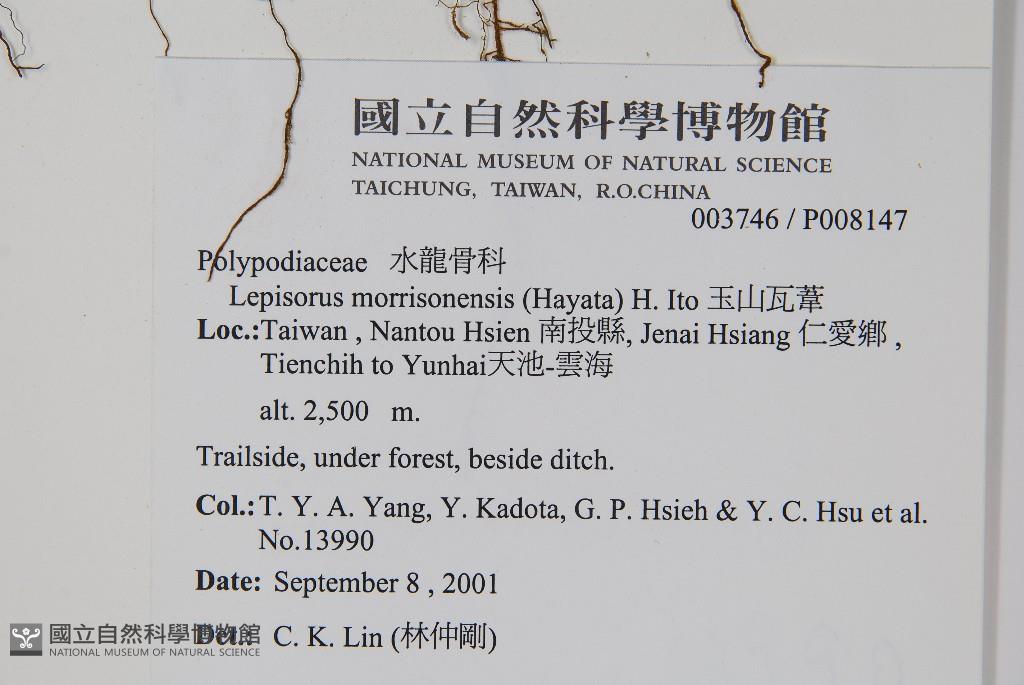 國立自然科學博物館
NATIONAL MUSEUM OF NATURAL SCIENCE
TAICHUNG, TAIWAN, R.O.CHINA
003746 / P008147
Polypodiaceae 水龍骨科
Lepisorus morrisonensis (Hayata) H. Ito 玉山瓦葦
Loc.:Taiwan , Nantou Hsien 南投縣, Jenai Hsiang 仁愛鄉 ,
Tienchih to Yunhai天池-雲海
alt. 2,500 m.
Trailside, under forest, beside ditch.
Col.: T. Y. A. Yang, Y. Kadota, G. P. Hsieh & Y. C. Hsu et al.
No.13990
Date: September 8 , 2001
Det.: C. K. Lin (林仲剛)
國立自然科學博物館
NATIONAL MUSEUM OF NATURAL SCIENCE